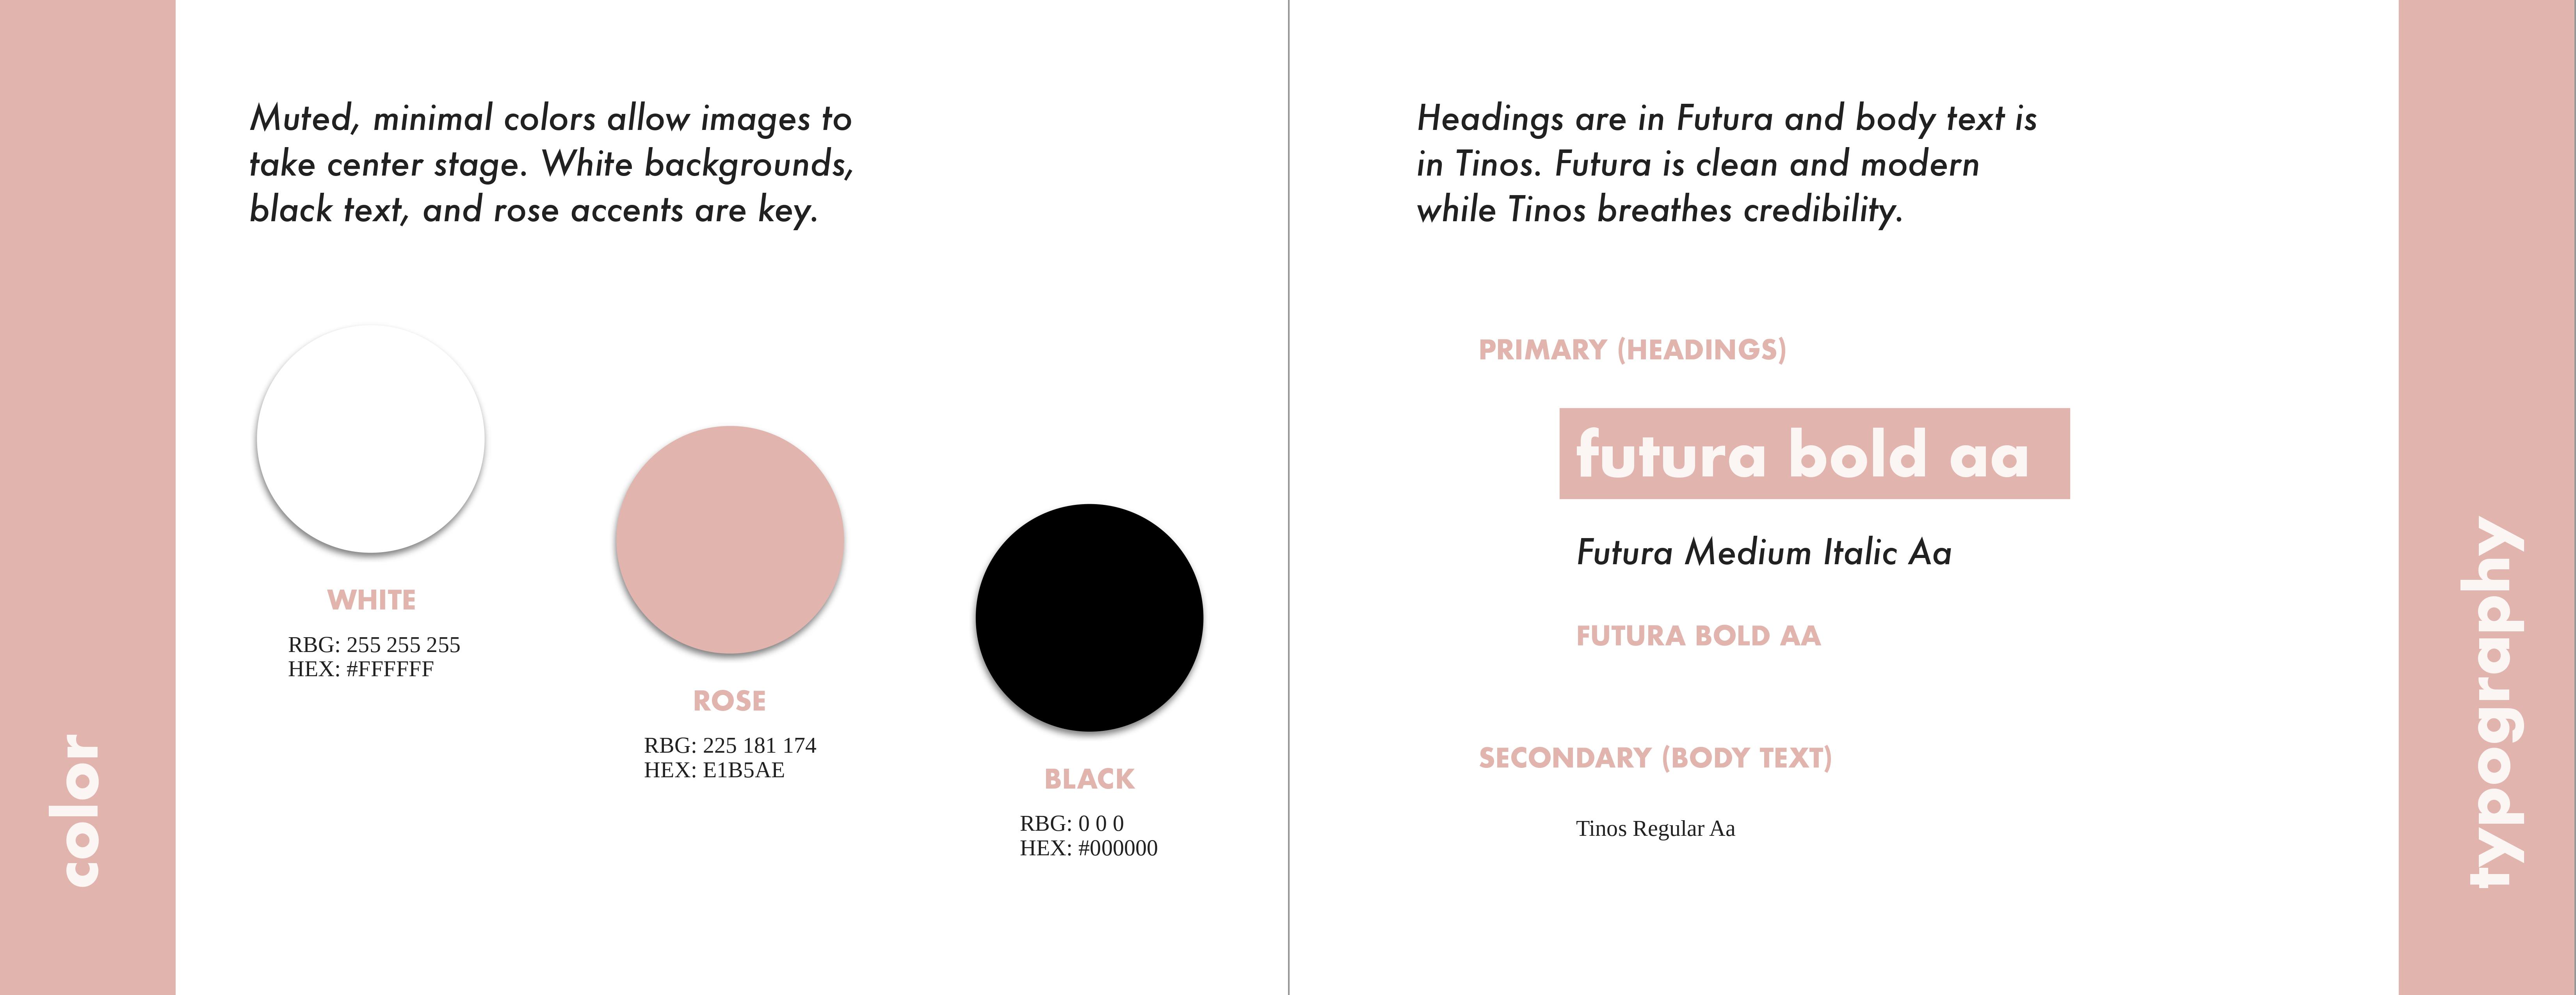 color
Muted, minimal colors allow images to
take center stage. White backgrounds,
black text, and rose accents are key.
WHITE
RBG: 255 255 255
HEX: #FFFFFF
ROSE
RBG: 225 181 174
HEX: E1B5AE
BLACK
RBG: 0 0 0
HEX: #000000
Headings are in Futura and body text is
in Tinos. Futura is clean and modern
while Tinos breathes credibility.
PRIMARY (HEADINGS)
futura bold aa
Futura Medium Italic Aa
FUTURA BOLD AA
SECONDARY (BODY TEXT)
Tinos Regular Aa
typography